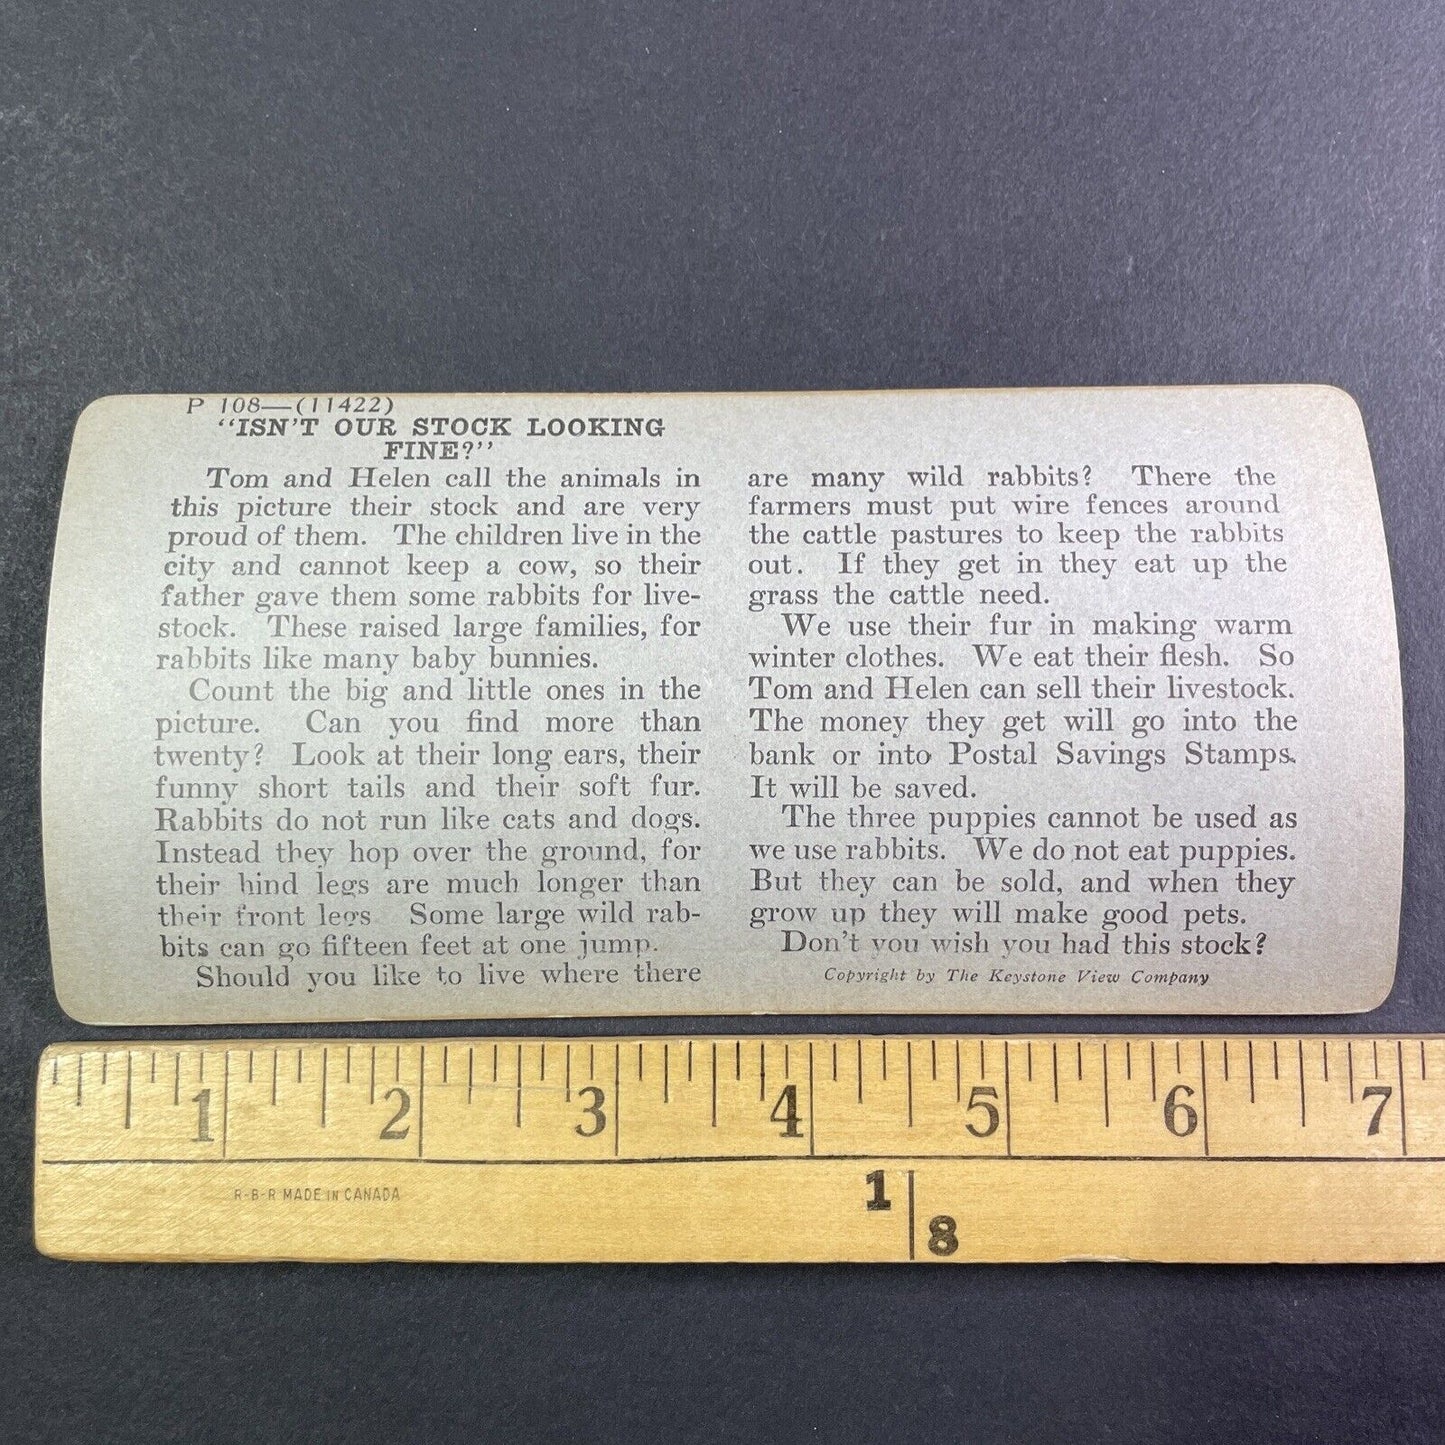 P 108—(11422)
"ISN'T OUR STOCK LOOKING
FINE?"
Tom and Helen call the animals in
this picture their stock and are very
proud of them. The children live in the
city and cannot keep a cow, so their
father gave them some rabbits for live-
stock. These raised large families, for
rabbits like many baby bunnies.
Count the big and little ones in the
picture. Can you find more than
twenty? Look at their long ears, their
funny short tails and their soft fur.
Rabbits do not run like cats and dogs.
Instead they hop over the ground, for
their hind legs are much longer than
their front legs Some large wild rab-
bits can go fifteen feet at one jump.
Should you like to live where there
are many wild rabbits? There the
farmers must put wire fences around
the cattle pastures to keep the rabbits
out. If they get in they eat up the
grass the cattle need.
We use their fur in making warm
winter clothes. We eat their flesh. So
Tom and Helen can sell their livestock.
The money they get will go into the
bank or into Postal Savings Stamps.
It will be saved.
The three puppies cannot be used as
we use rabbits. We do not eat puppies.
But they can be sold, and when they
grow up they will make good pets.
Don't you wish you had this stock?
Copyright by The Keystone View Company
1 2 3 4 5 6 7
R-B-R MADE IN CANADA
1 8